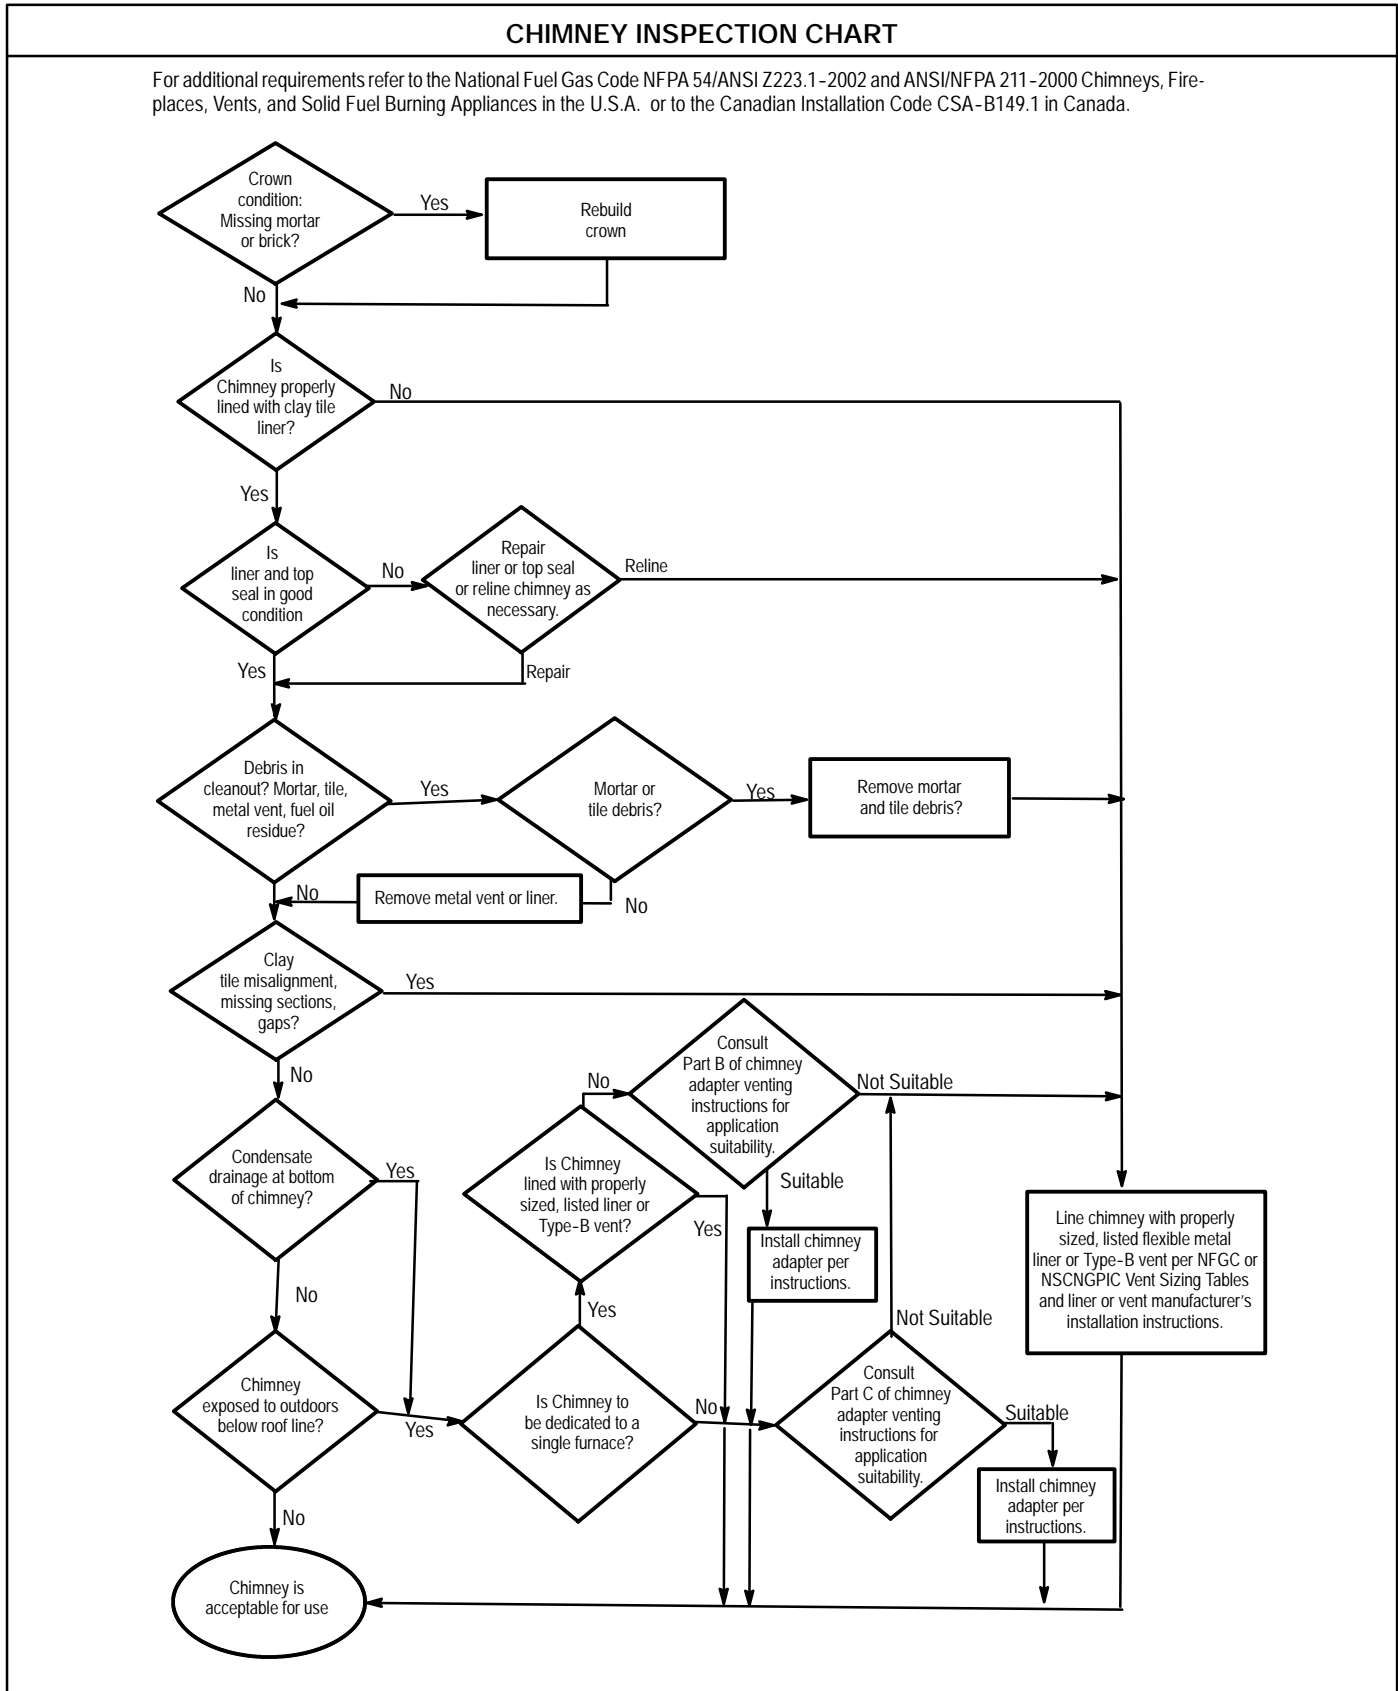 CHIMNEY INSPECTION CHART
For additional requirements refer to the National Fuel Gas Code NFPA 54/ANSI Z223.1-2002 and ANSI/NFPA 211-2000 Chimneys, Fire-
places, Vents, and Solid Fuel Burning Appliances in the U.S.A. or to the Canadian Installation Code CSA-B149.1 in Canada.
Crown
condition:
Missing mortar
or brick?
Yes
Rebuild
crown
No
Is
Chimney properly
lined with clay tile
liner?
No
Yes
Is
liner and top
seal in good
condition
No
Repair
liner or top seal
or reline chimney as
necessary.
Reline
Yes
Repair
Debris in
cleanout? Mortar, tile,
metal vent, fuel oil
residue?
Yes
Mortar or
tile debris?
Yes
Remove mortar
and tile debris?
No
Remove metal vent or liner.
No
Clay
tile misalignment,
missing sections,
gaps?
Yes
No
Consult
Part B of chimney
adapter venting
instructions for
application
suitability.
No
Not Suitable
Condensate
drainage at bottom
of chimney?
Yes
Is Chimney
lined with properly
sized, listed liner or
Type-B vent?
Yes
Suitable
Install chimney
adapter per
instructions.
Line chimney with properly
sized, listed flexible metal
liner or Type-B vent per NFGC or
NSCNGPIC Vent Sizing Tables
and liner or vent manufacturer's
installation instructions.
No
Yes
Not Suitable
Chimney
exposed to outdoors
below roof line?
Yes
Is Chimney to
be dedicated to a
single furnace?
No
Consult
Part C of chimney
adapter venting
instructions for
application
suitability.
Suitable
Install chimney
adapter per
instructions.
No
Chimney is
acceptable for use